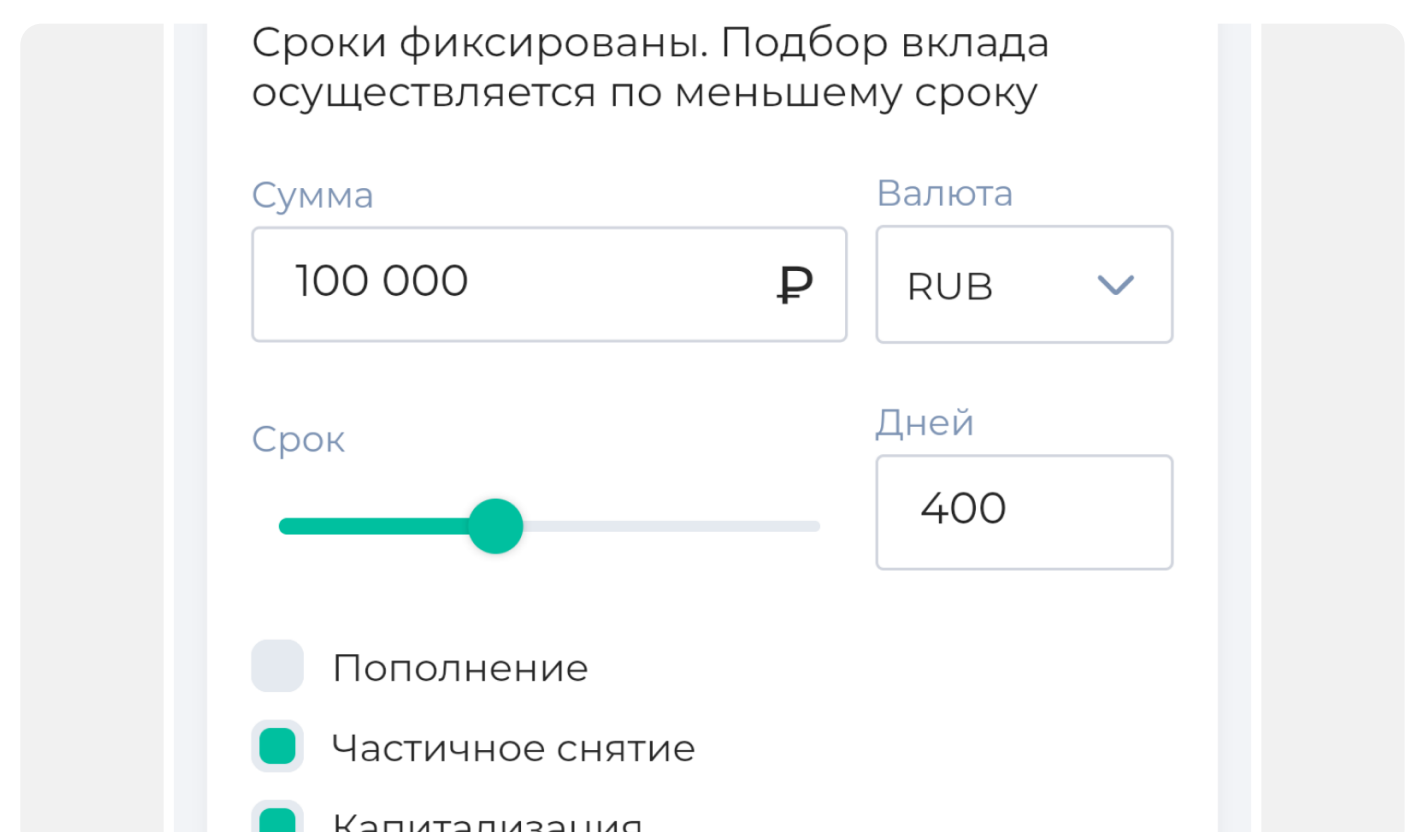 Сроки фиксированы. Подбор вклада
осуществляется по меньшему сроку
Сумма
Валюта
100 000 ₽
RUB
Срок
Дней
400
Пополнение
Частичное снятие
Капитализация